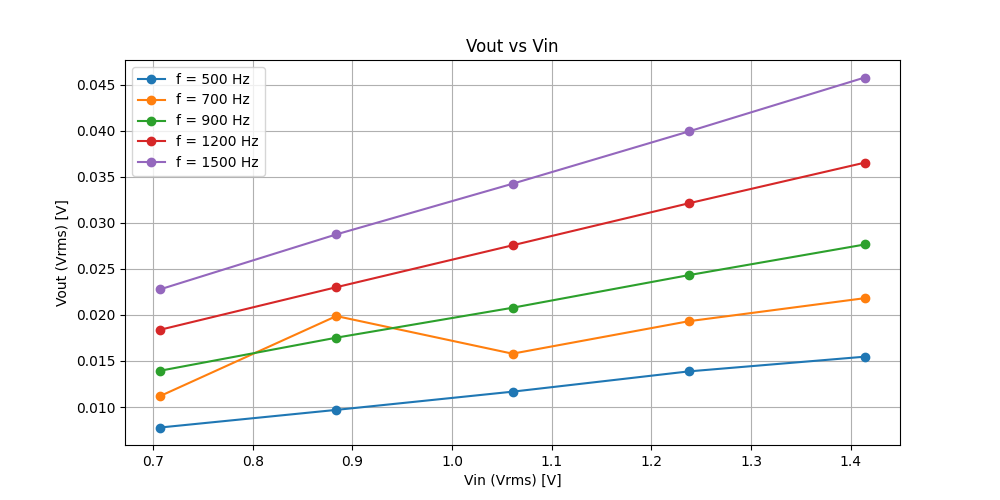 Vout vs Vin
f = 500 Hz
f = 700 Hz
f = 900 Hz
f = 1200 Hz
f = 1500 Hz
Vout (Vrms) [V]
0.045
0.040
0.035
0.030
0.025
0.020
0.015
0.010
0.7 0.8 0.9 1.0 1.1 1.2 1.3 1.4
Vin (Vrms) [V]